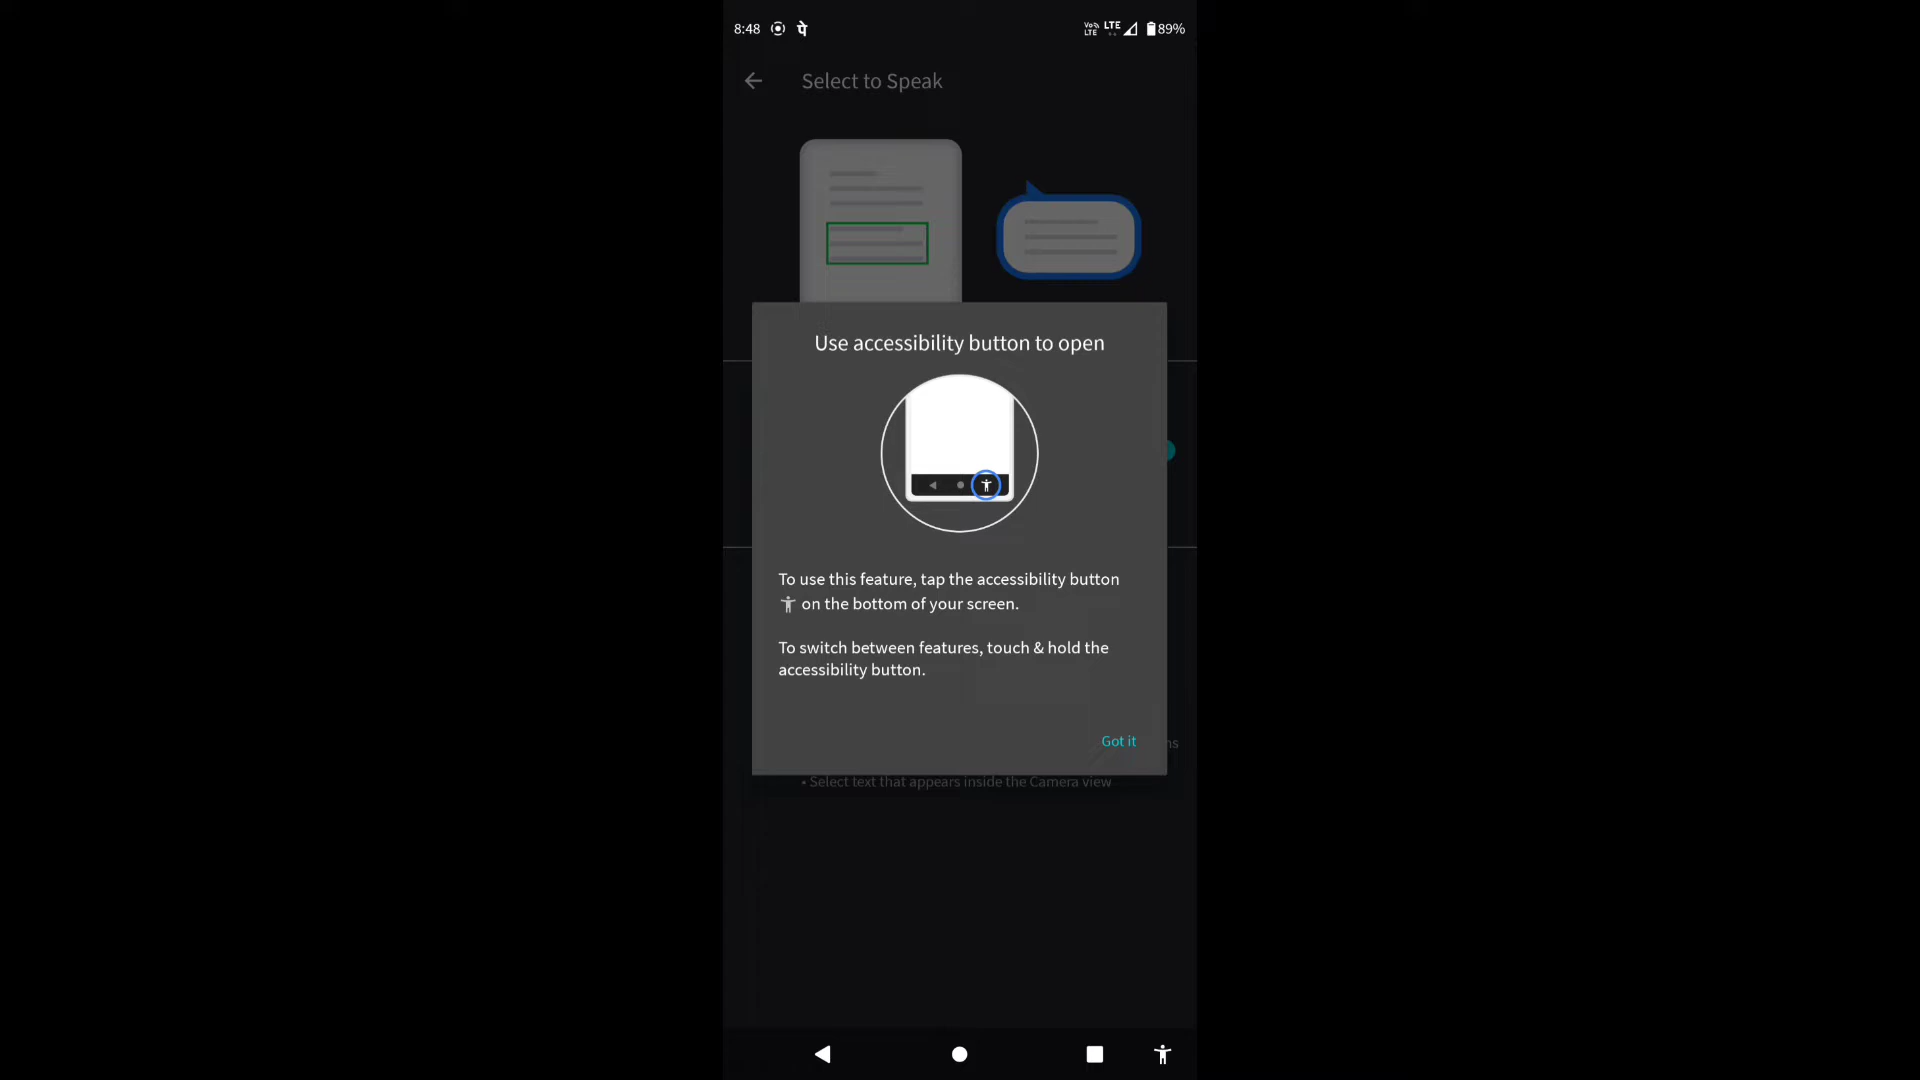 8:48 पे VoLTE LTE 89%
Select to Speak
Use accessibility button to open
To use this feature, tap the accessibility button
on the bottom of your screen.
To switch between features, touch & hold the
accessibility button.
Got it
• Select text that appears inside the Camera view